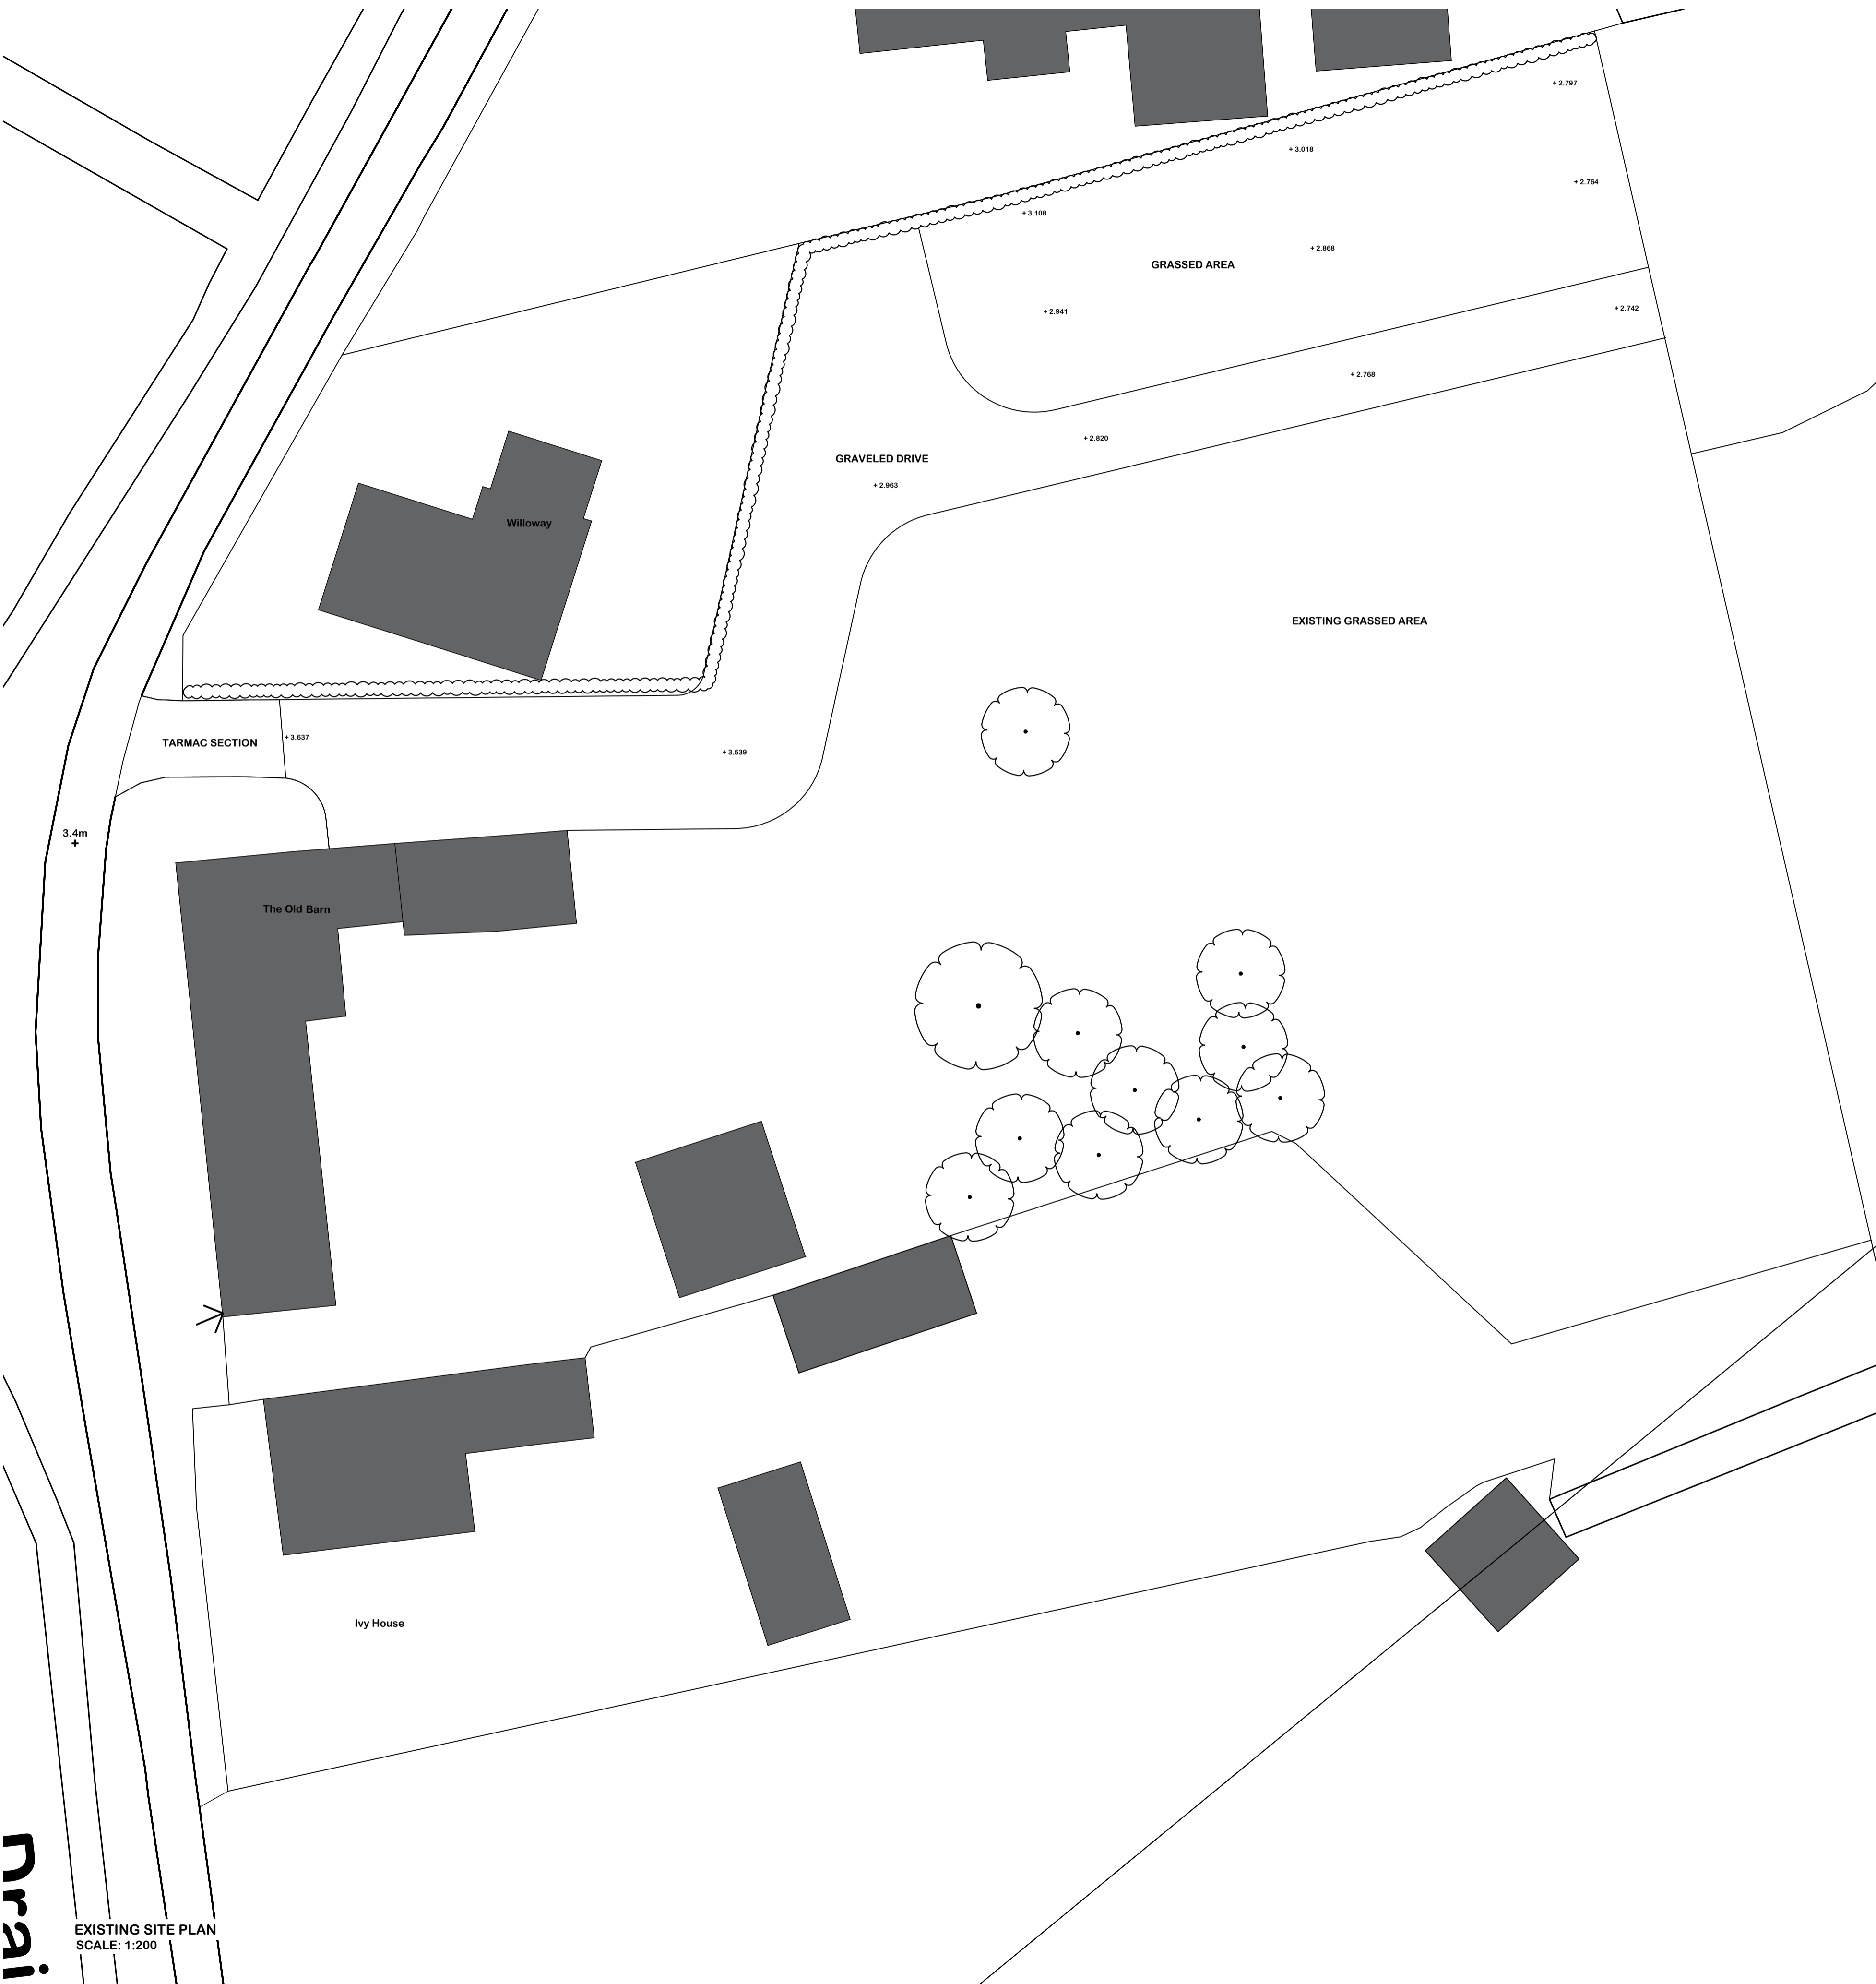 + 2.797
+ 3.018
+ 2.764
+ 3.108
+ 2.868
GRASSED AREA
+ 2.941
+ 2.742
+ 2.768
+ 2.820
GRAVELED DRIVE
+ 2.963
Willoway
EXISTING GRASSED AREA
TARMAC SECTION
+ 3.637
+ 3.539
3.4m
+
The Old Barn
Ivy House
Drai
EXISTING SITE PLAN
SCALE: 1:200